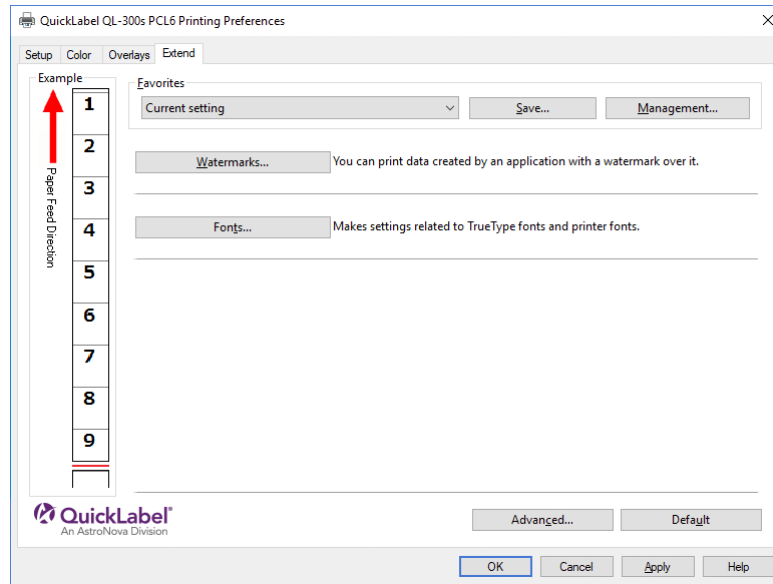 QuickLabel QL-300s PCL6 Printing Preferences
Setup Color Overlays Extend
Example
1
2
3
4
5
6
7
8
9
Paper Feed Direction
Favorites
Current setting Save... Management...
Watermarks... You can print data created by an application with a watermark over it.
Fonts... Makes settings related to TrueType fonts and printer fonts.
QuickLabel®
An AstroNova Division
Advanced... Default
OK Cancel Apply Help